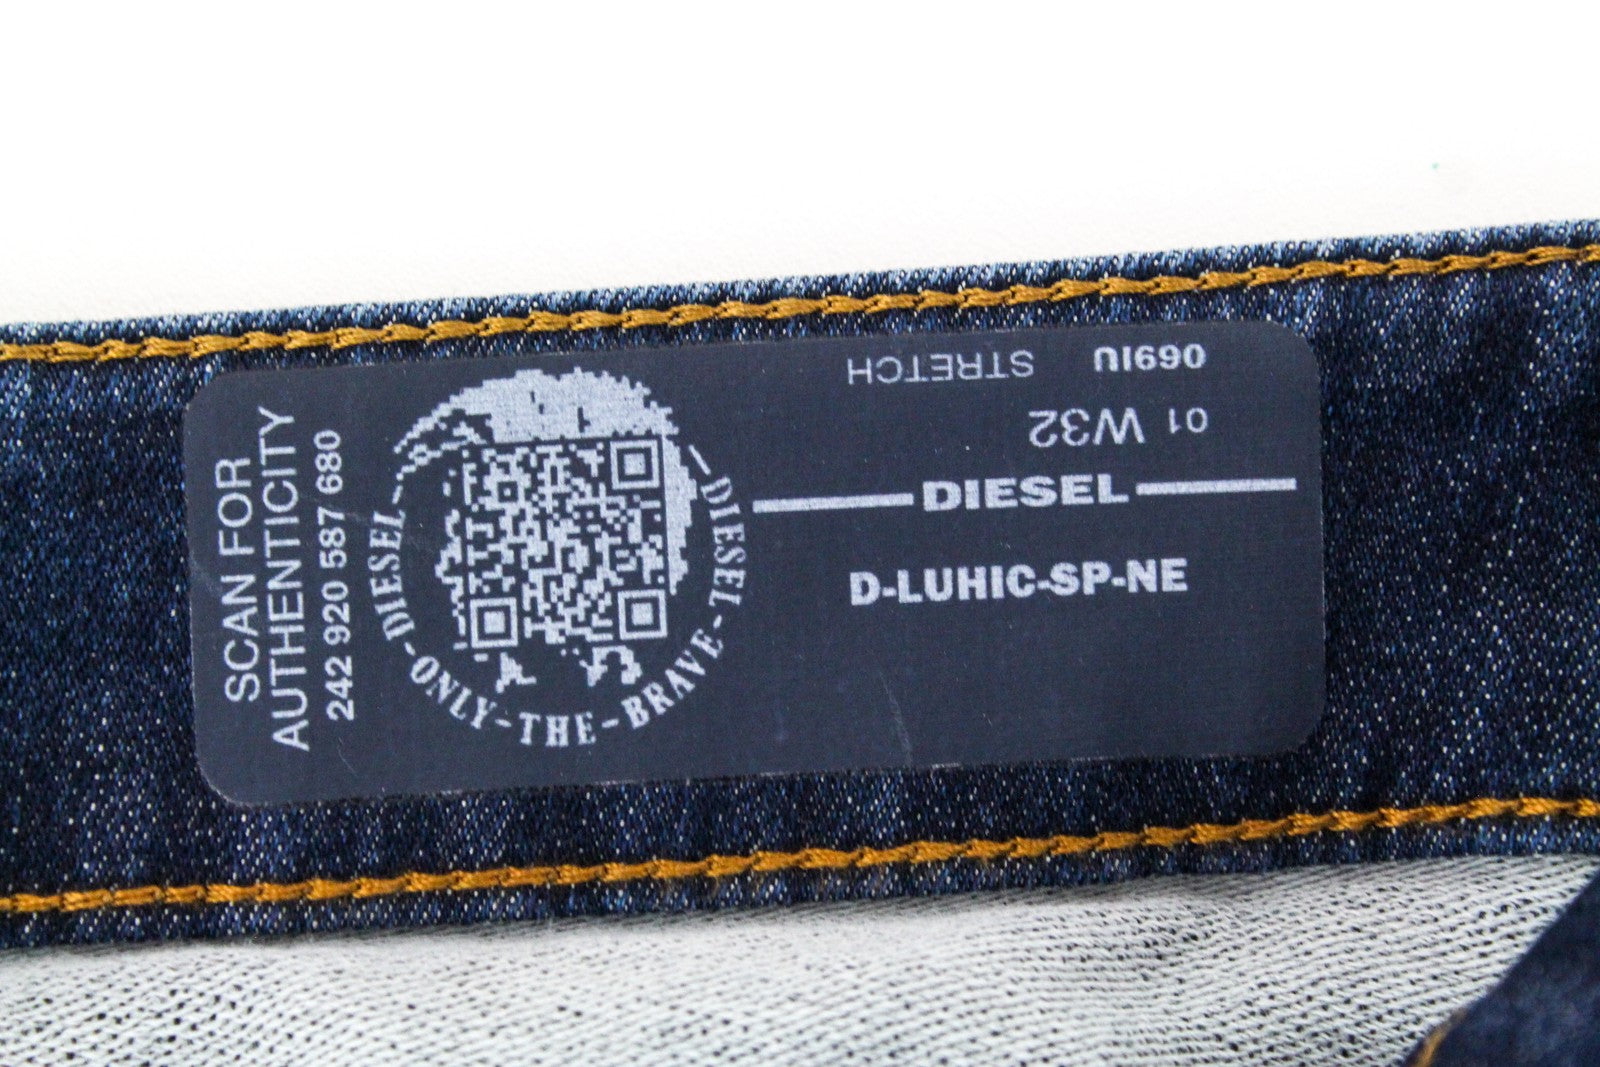 SCAN FOR
AUTHENTICITY
242 920 587 680
DIESEL-ONLY-THE-BRAVE-DIESEL
01 W32
069IU STRETCH
DIESEL
D-LUHIC-SP-NE